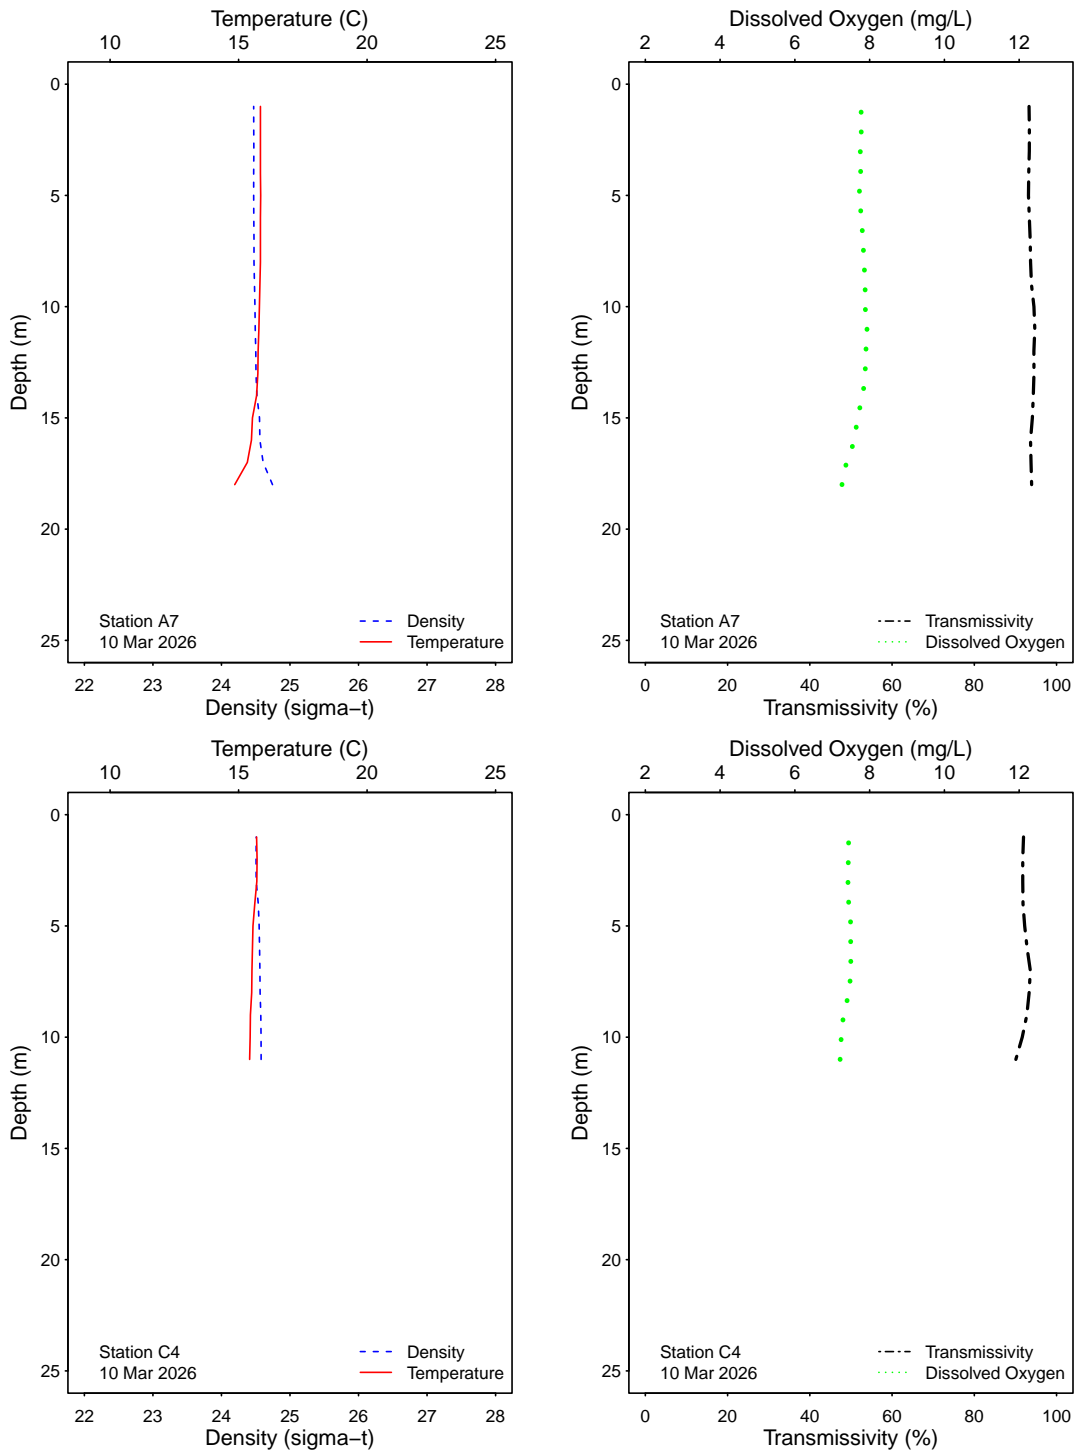 Temperature (C)
10 15 20 25
0
5
10
15
20
25
Depth (m)
Station A7
10 Mar 2026
Density
Temperature
22 23 24 25 26 27 28
Density (sigma−t)
Dissolved Oxygen (mg/L)
2 4 6 8 10 12
0
5
10
15
20
25
Depth (m)
Station A7
10 Mar 2026
Transmissivity
Dissolved Oxygen
0 20 40 60 80 100
Transmissivity (%)
Temperature (C)
10 15 20 25
0
5
10
15
20
25
Depth (m)
Station C4
10 Mar 2026
Density
Temperature
22 23 24 25 26 27 28
Density (sigma−t)
Dissolved Oxygen (mg/L)
2 4 6 8 10 12
0
5
10
15
20
25
Depth (m)
Station C4
10 Mar 2026
Transmissivity
Dissolved Oxygen
0 20 40 60 80 100
Transmissivity (%)